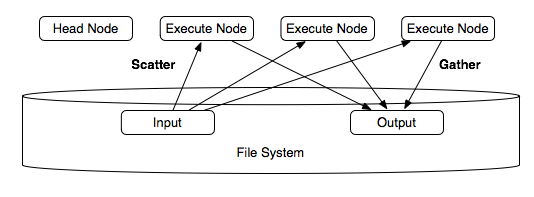 Head Node
Execute Node
Execute Node
Execute Node
Scatter
Gather
Input
Output
File System